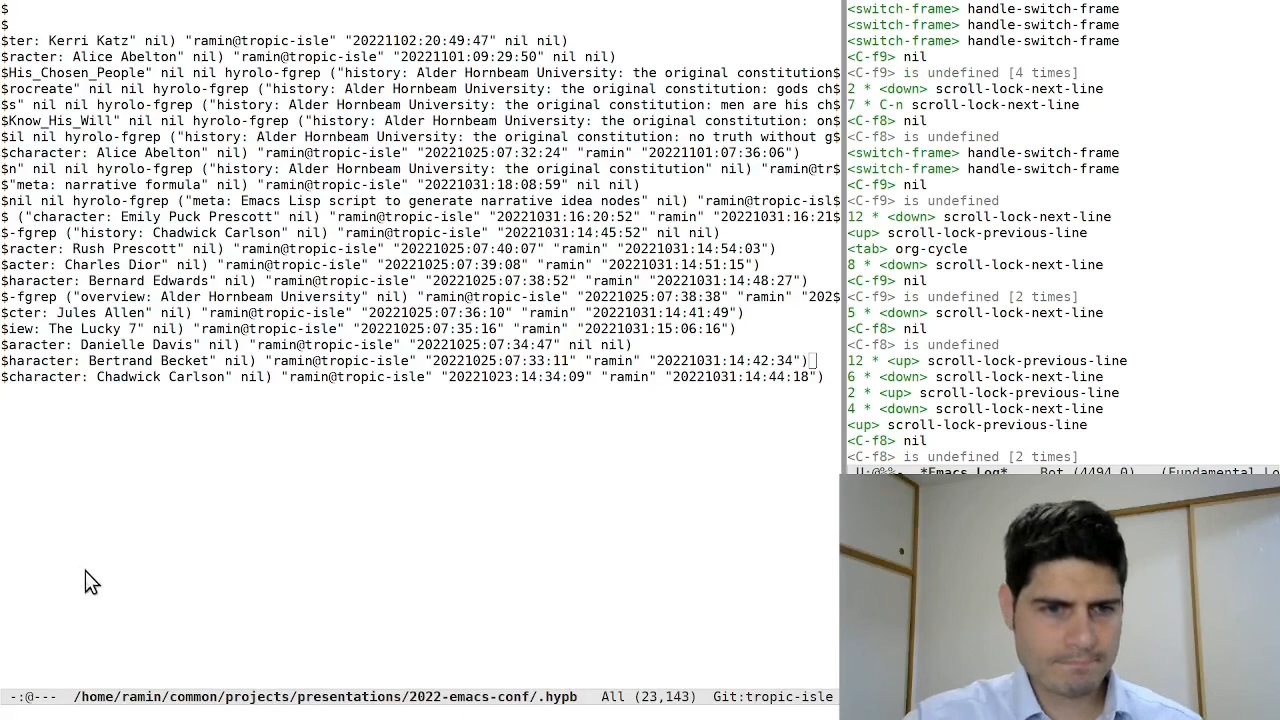 $
$
$ter: Kerri Katz" nil) "ramin@tropic-isle" "20221102:20:49:47" nil nil)
$racter: Alice Abelton" nil) "ramin@tropic-isle" "20221101:09:29:50" nil nil)
$His_Chosen_People" nil nil hyrolo-fgrep ("history: Alder Hornbeam University: the original constitution$
$rocreate" nil nil hyrolo-fgrep ("history: Alder Hornbeam University: the original constitution: gods ch$
$s" nil nil hyrolo-fgrep ("history: Alder Hornbeam University: the original constitution: men are his ch$
$Know_His_Will" nil nil hyrolo-fgrep ("history: Alder Hornbeam University: the original constitution: on$
$il nil hyrolo-fgrep ("history: Alder Hornbeam University: the original constitution: no truth without g$
$character: Alice Abelton" nil) "ramin@tropic-isle" "20221025:07:32:24" "ramin" "20221101:07:36:06")
$n" nil nil hyrolo-fgrep ("history: Alder Hornbeam University: the original constitution" nil) "ramin@tr$
$"meta: narrative formula" nil) "ramin@tropic-isle" "20221031:18:08:59" nil nil)
$nil nil hyrolo-fgrep ("meta: Emacs Lisp script to generate narrative idea nodes" nil) "ramin@tropic-isl$
$ ("character: Emily Puck Prescott" nil) "ramin@tropic-isle" "20221031:16:20:52" "ramin" "20221031:16:21$
$-fgrep ("history: Chadwick Carlson" nil) "ramin@tropic-isle" "20221031:14:45:52" nil nil)
$racter: Rush Prescott" nil) "ramin@tropic-isle" "20221025:07:40:07" "ramin" "20221031:14:54:03")
$acter: Charles Dior" nil) "ramin@tropic-isle" "20221025:07:39:08" "ramin" "20221031:14:51:15")
$haracter: Bernard Edwards" nil) "ramin@tropic-isle" "20221025:07:38:52" "ramin" "20221031:14:48:27")
$-fgrep ("overview: Alder Hornbeam University" nil) "ramin@tropic-isle" "20221025:07:38:38" "ramin" "202$
$cter: Jules Allen" nil) "ramin@tropic-isle" "20221025:07:36:10" "ramin" "20221031:14:41:49")
$iew: The Lucky 7" nil) "ramin@tropic-isle" "20221025:07:35:16" "ramin" "20221031:15:06:16")
$aracter: Danielle Davis" nil) "ramin@tropic-isle" "20221025:07:34:47" nil nil)
$haracter: Bertrand Becket" nil) "ramin@tropic-isle" "20221025:07:33:11" "ramin" "20221031:14:42:34")
$character: Chadwick Carlson" nil) "ramin@tropic-isle" "20221023:14:34:09" "ramin" "20221031:14:44:18")
-:@--- /home/ramin/common/projects/presentations/2022-emacs-conf/.hypb All (23,143) Git:tropic-isle
<switch-frame> handle-switch-frame
<switch-frame> handle-switch-frame
<switch-frame> handle-switch-frame
<C-f9> nil
<C-f9> is undefined [4 times]
2 * <down> scroll-lock-next-line
7 * C-n scroll-lock-next-line
<C-f8> nil
<C-f8> is undefined
<switch-frame> handle-switch-frame
<switch-frame> handle-switch-frame
<C-f9> nil
<C-f9> is undefined
12 * <down> scroll-lock-next-line
<up> scroll-lock-previous-line
<tab> org-cycle
8 * <down> scroll-lock-next-line
<C-f9> nil
<C-f9> is undefined [2 times]
5 * <down> scroll-lock-next-line
<C-f8> nil
<C-f8> is undefined
12 * <up> scroll-lock-previous-line
6 * <down> scroll-lock-next-line
2 * <up> scroll-lock-previous-line
4 * <down> scroll-lock-next-line
<up> scroll-lock-previous-line
<C-f8> nil
<C-f8> is undefined [2 times]
U:@%%- *Emacs Log* Bot (4494,0) (Fundamental Lo